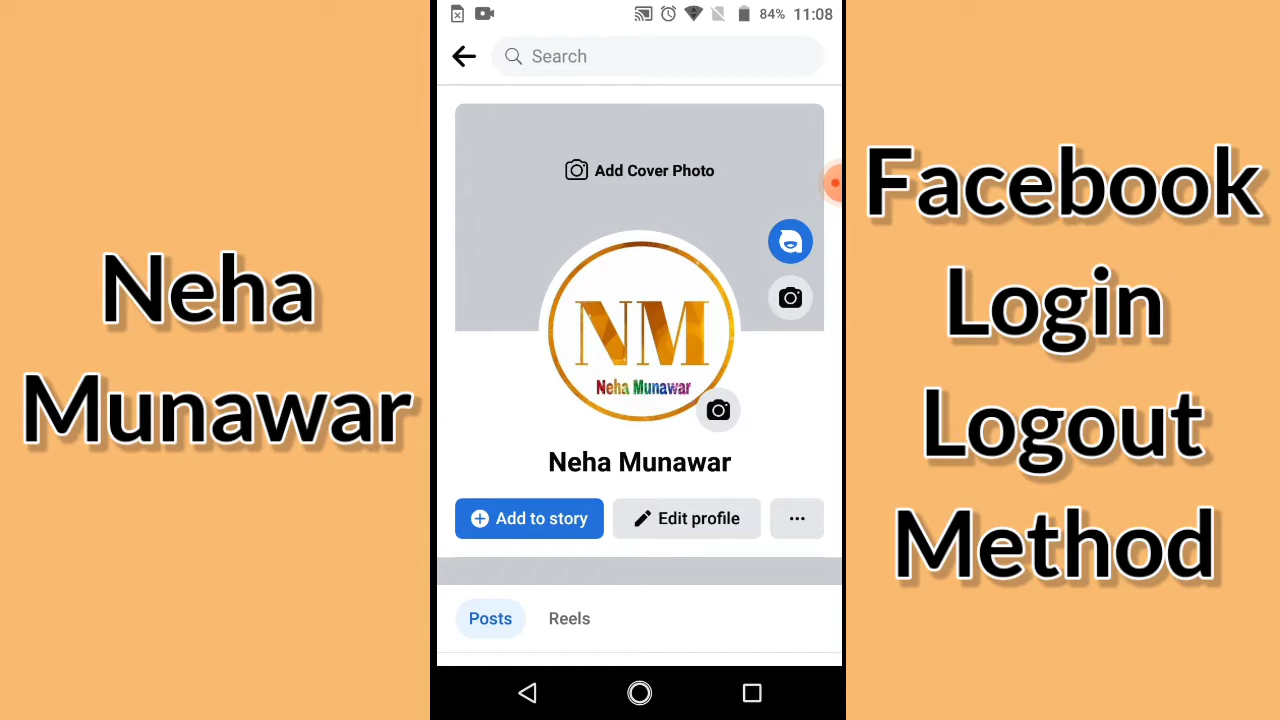 Neha
Munawar
84% 11:08
Search
Add Cover Photo
NM
Neha Munawar
Neha Munawar
Add to story
Edit profile
Posts
Reels
Facebook
Login
Logout
Method